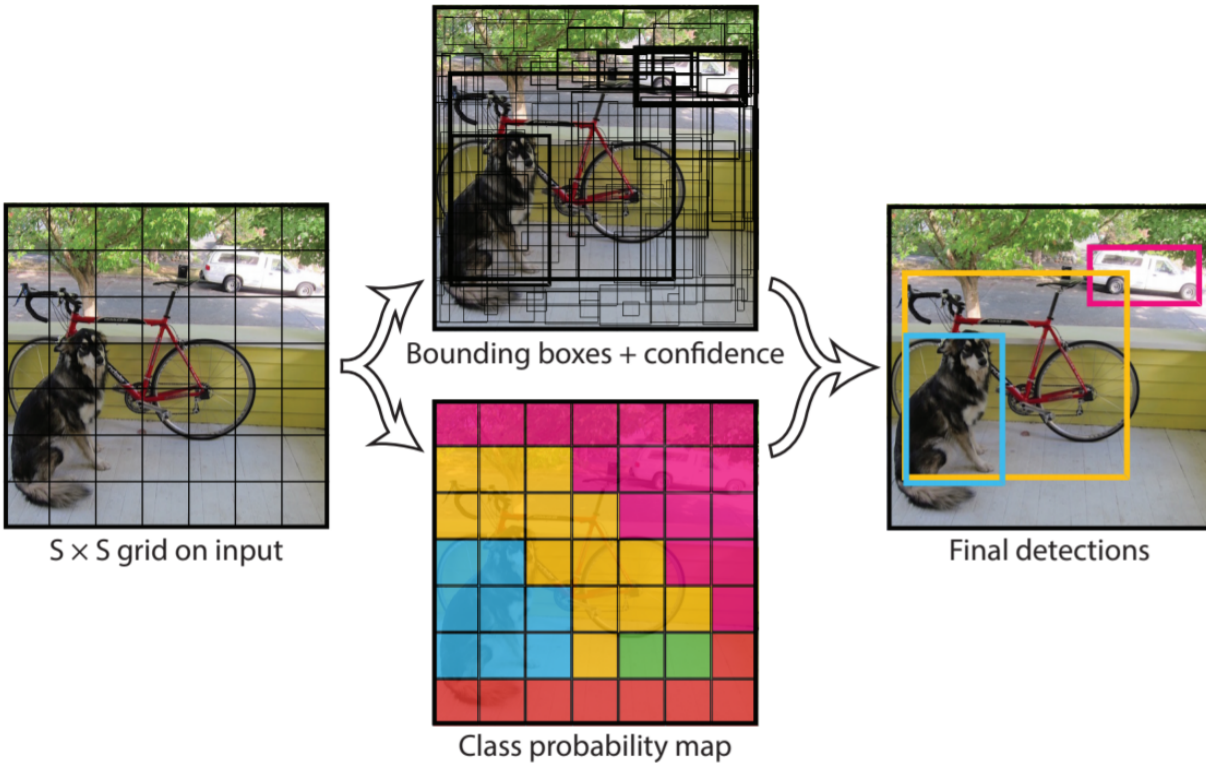 Bounding boxes + confidence
S × S grid on input
Final detections
Class probability map